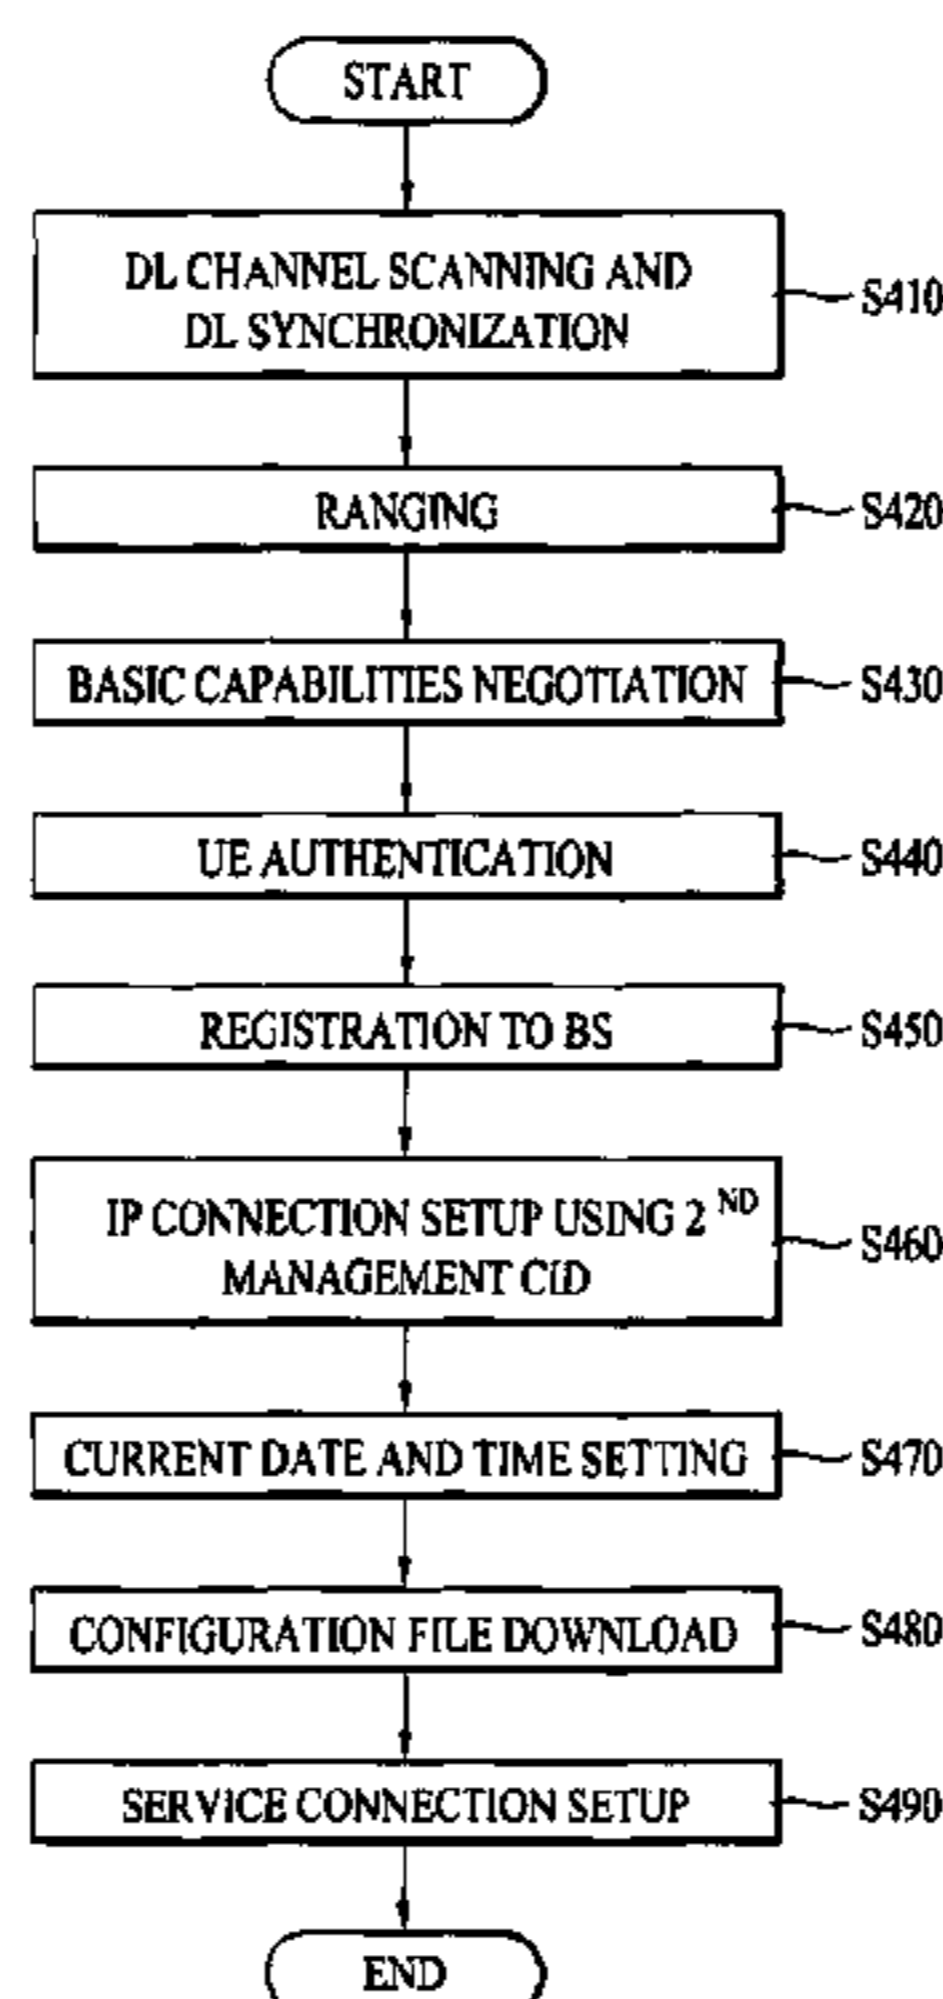 START
DL CHANNEL SCANNING AND
DL SYNCHRONIZATION
S410
RANGING
S420
BASIC CAPABILITIES NEGOTIATION
S430
UE AUTHENTICATION
S440
REGISTRATION TO BS
S450
IP CONNECTION SETUP USING 2 ND
MANAGEMENT CID
S460
CURRENT DATE AND TIME SETTING
S470
CONFIGURATION FILE DOWNLOAD
S480
SERVICE CONNECTION SETUP
S490
END